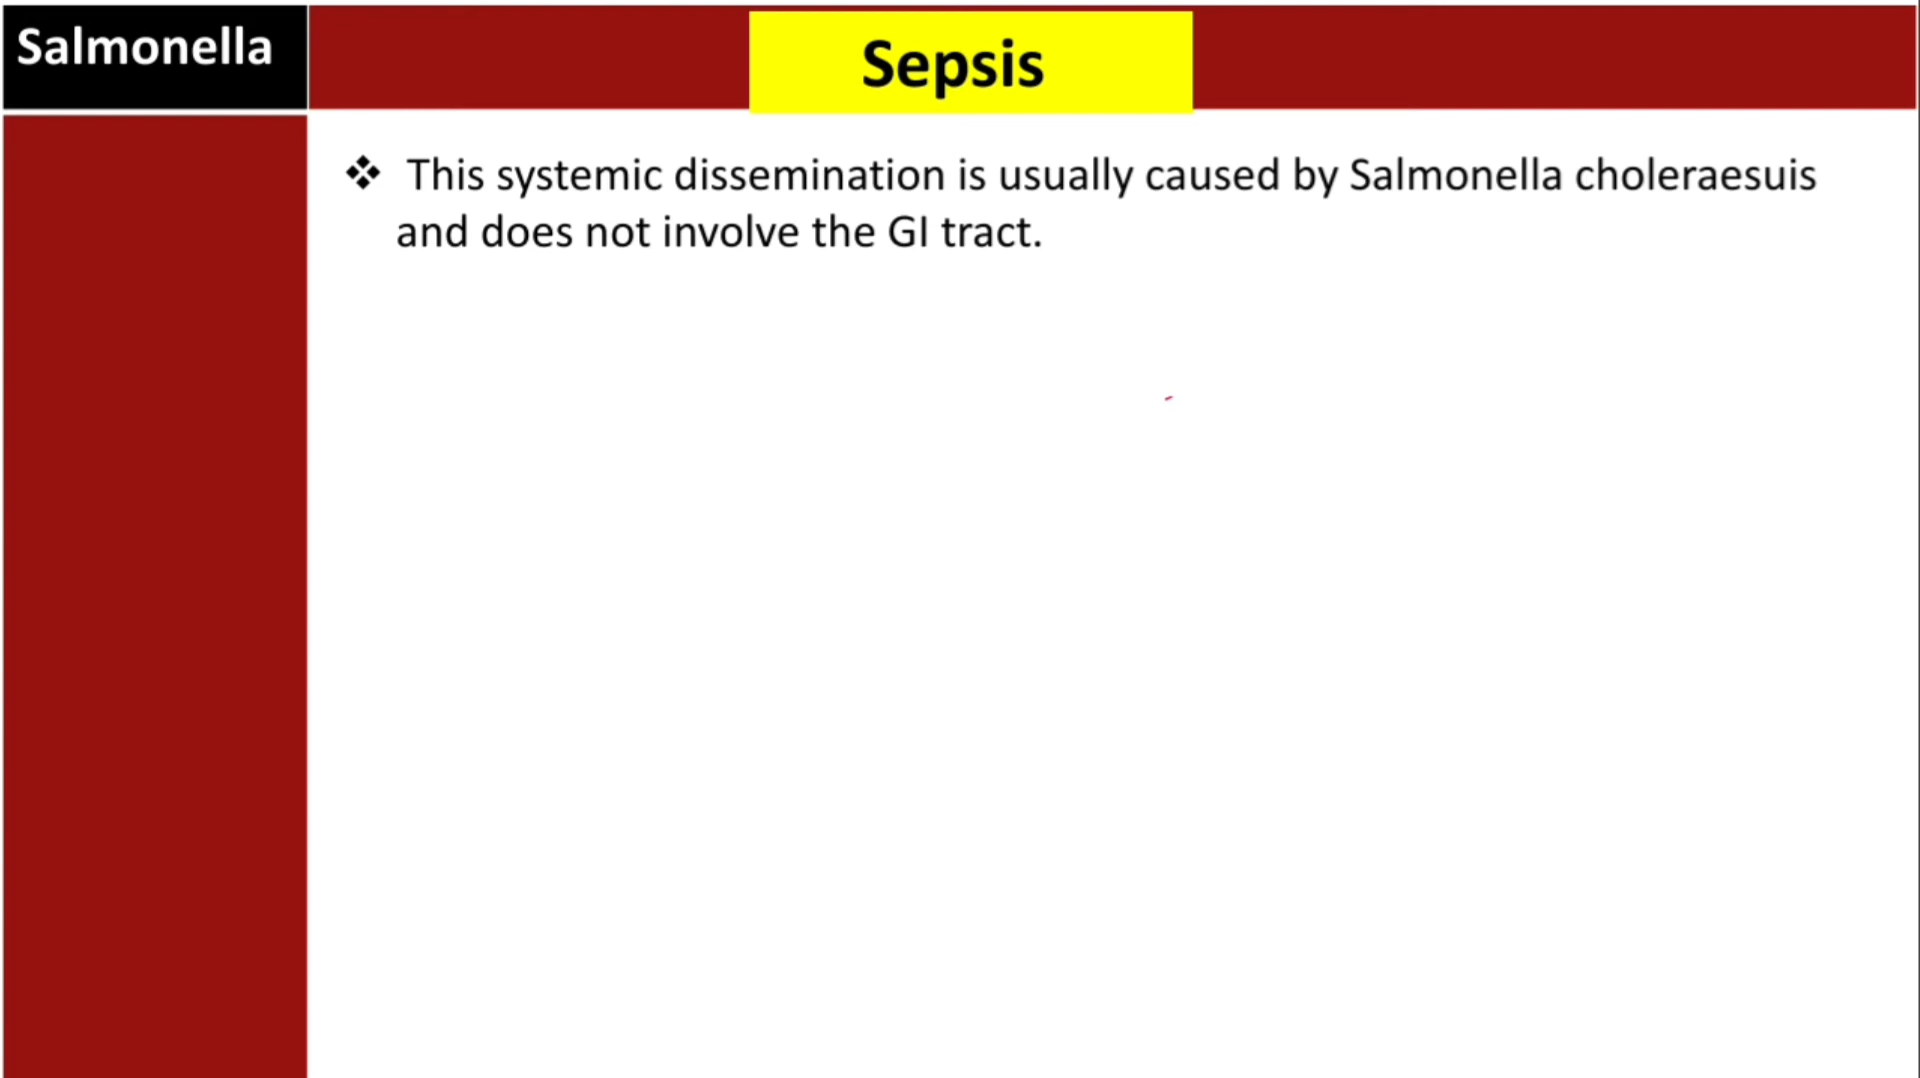 Salmonella
Sepsis
❖ This systemic dissemination is usually caused by Salmonella choleraesuis
and does not involve the GI tract.